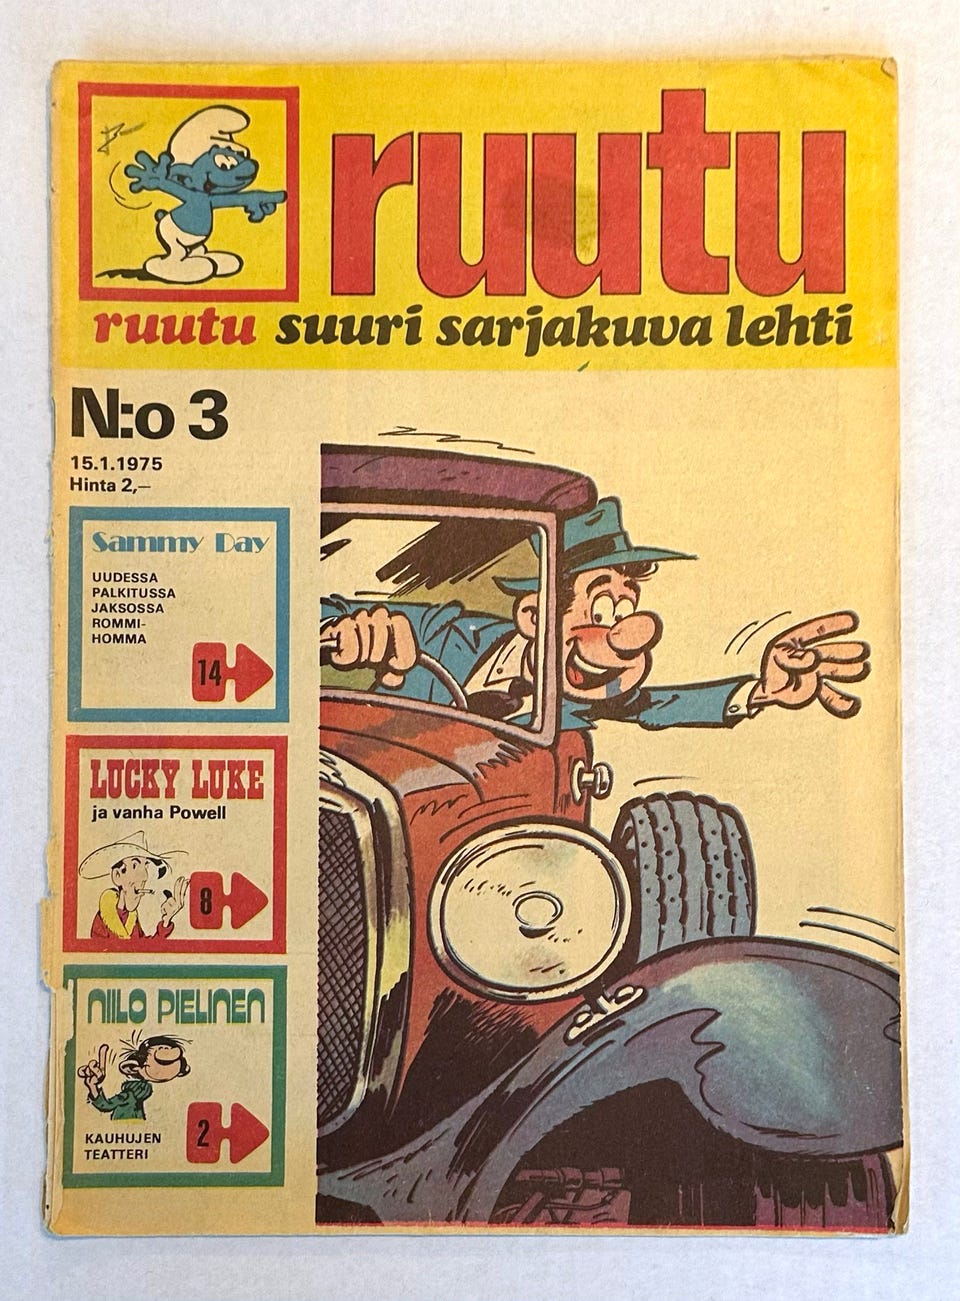 ruutu
ruutu suuri sarjakuva lehti
N:o 3
15.1.1975
Hinta 2,—
Sammy Day
UUDESSA
PALKITUSSA
JAKSOSSA
ROMMI-
HOMMA
14
LUCKY LUKE
ja vanha Powell
8
NIILO PIELINEN
2
KAUHUJEN
TEATTERI